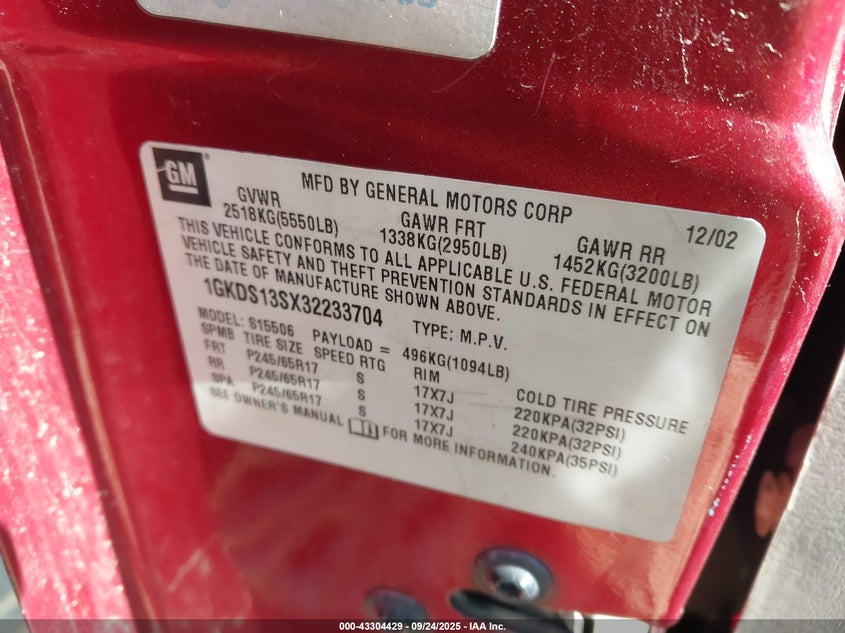 GM
MFD BY GENERAL MOTORS CORP
GVWR GAWR FRT GAWR RR 12/02
2518KG(5550LB) 1338KG(2950LB) 1452KG(3200LB)
THIS VEHICLE CONFORMS TO ALL APPLICABLE U.S. FEDERAL MOTOR
VEHICLE SAFETY AND THEFT PREVENTION STANDARDS IN EFFECT ON
THE DATE OF MANUFACTURE SHOWN ABOVE.
1GKDS13SX32233704 TYPE: M.P.V.
MODEL: S15506 PAYLOAD = 496KG(1094LB)
SPMB TIRE SIZE SPEED RTG RIM COLD TIRE PRESSURE
FRT P245/65R17 S 17X7J 220KPA(32PSI)
RR P245/65R17 S 17X7J 220KPA(32PSI)
SPA P245/65R17 S 17X7J 240KPA(35PSI)
SEE OWNER'S MANUAL FOR MORE INFORMATION.
000-43304429 - 09/24/2025 - IAA Inc.